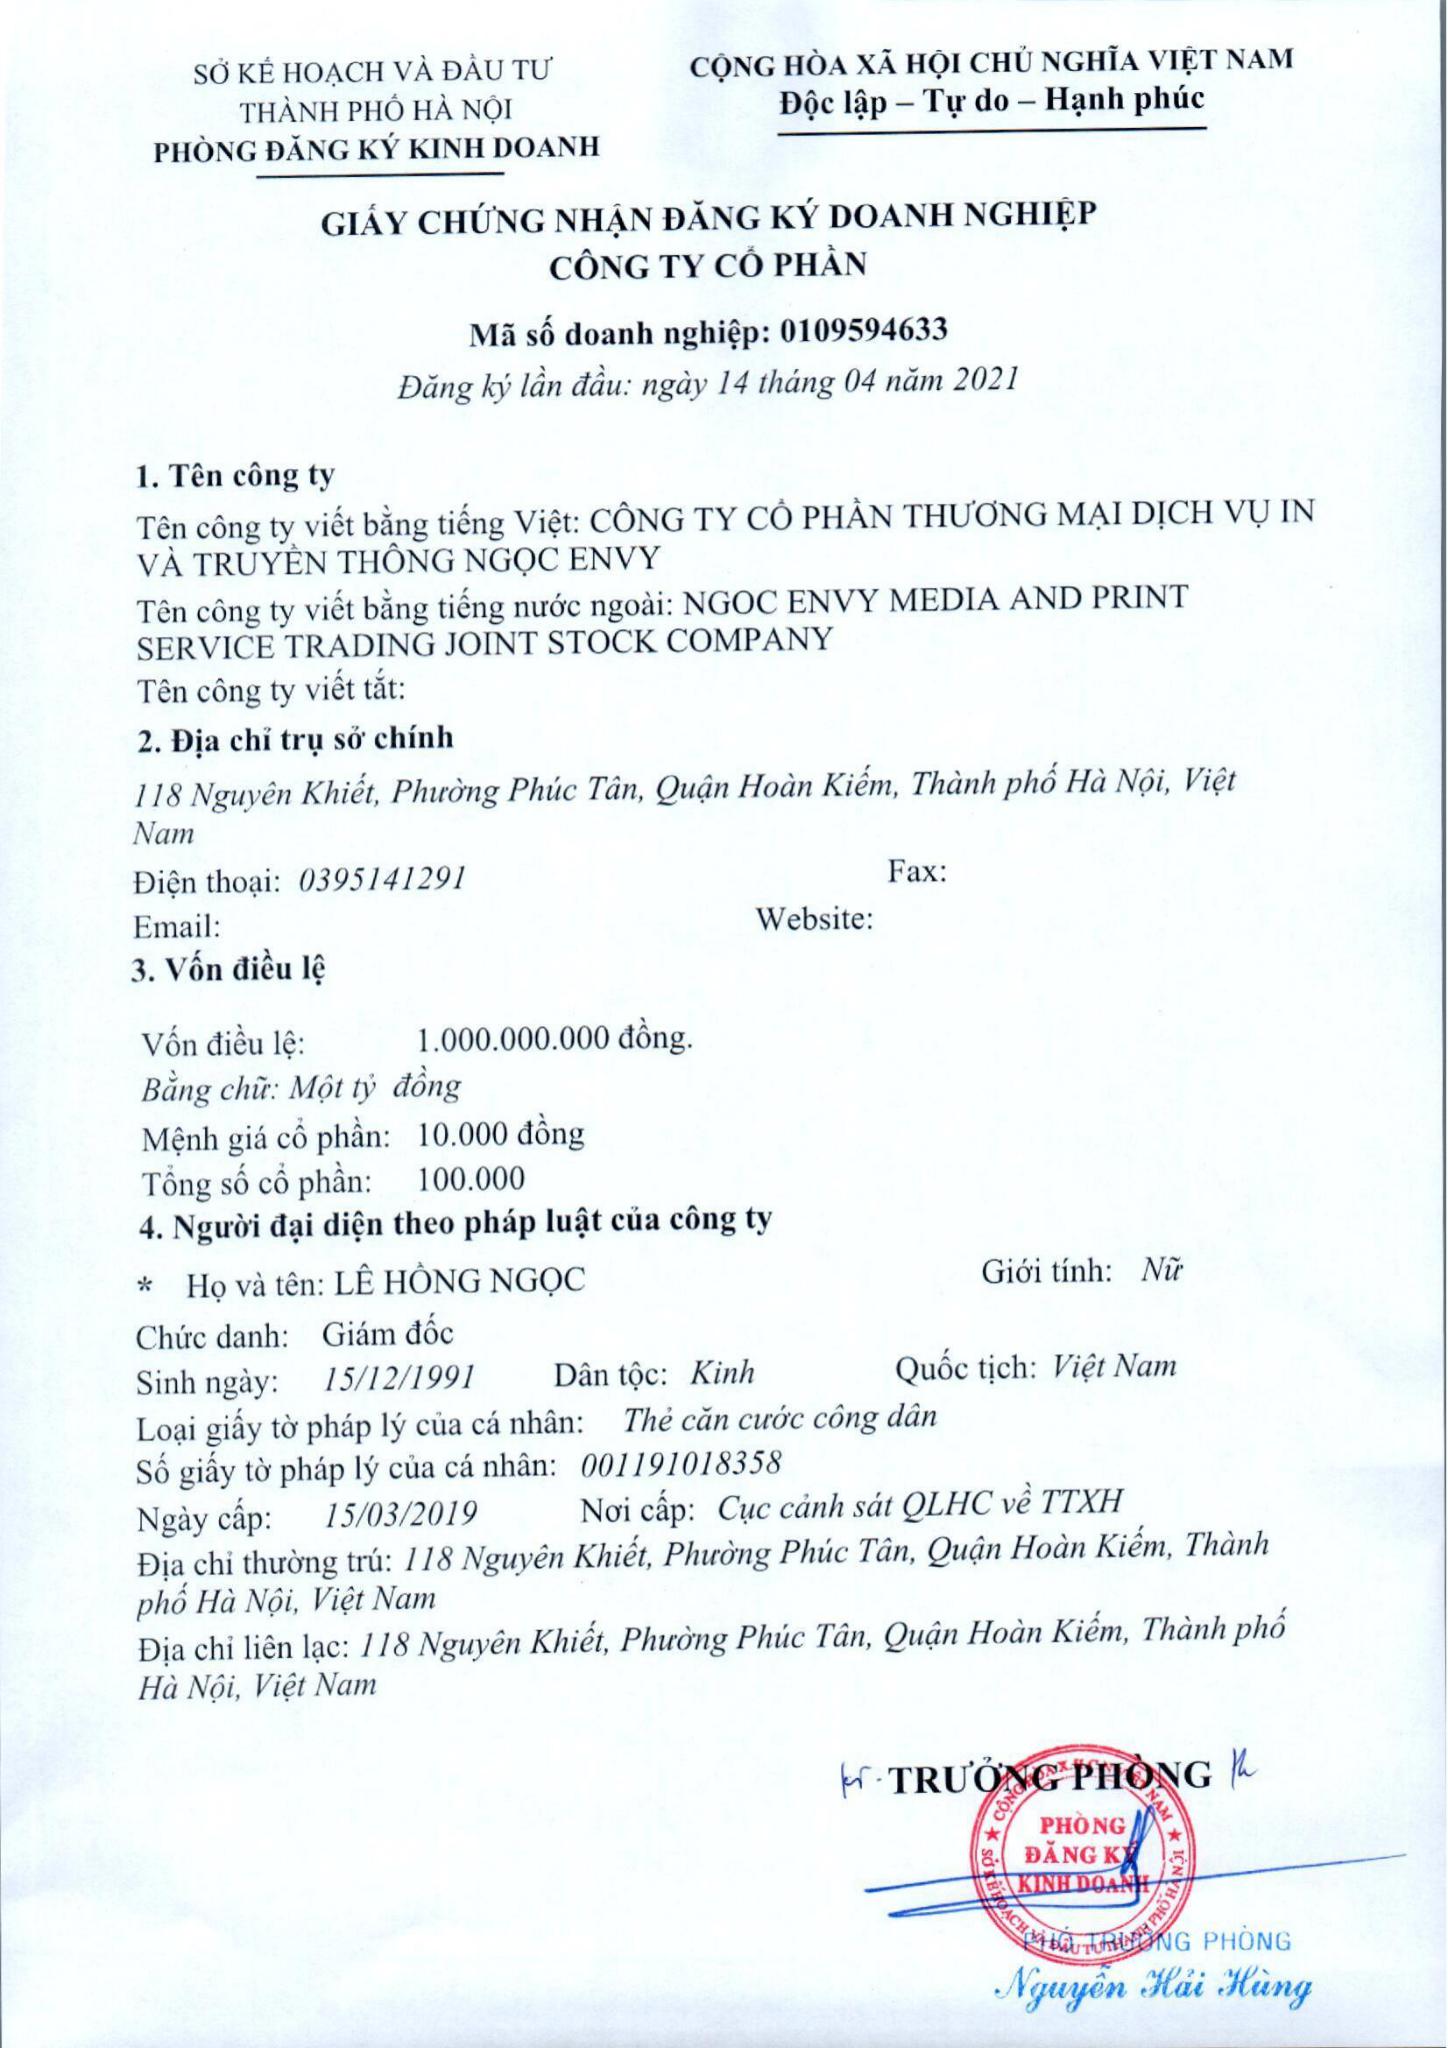 SỞ KẾ HOẠCH VÀ ĐẦU TƯ
THÀNH PHỐ HÀ NỘI
PHÒNG ĐĂNG KÝ KINH DOANH
CỘNG HÒA XÃ HỘI CHỦ NGHĨA VIỆT NAM
Độc lập – Tự do – Hạnh phúc
GIẤY CHỨNG NHẬN ĐĂNG KÝ DOANH NGHIỆP
CÔNG TY CỔ PHẦN
Mã số doanh nghiệp: 0109594633
Đăng ký lần đầu: ngày 14 tháng 04 năm 2021
1. Tên công ty
Tên công ty viết bằng tiếng Việt: CÔNG TY CỔ PHẦN THƯƠNG MẠI DỊCH VỤ IN
VÀ TRUYỀN THÔNG NGỌC ENVY
Tên công ty viết bằng tiếng nước ngoài: NGOC ENVY MEDIA AND PRINT
SERVICE TRADING JOINT STOCK COMPANY
Tên công ty viết tắt:
2. Địa chỉ trụ sở chính
118 Nguyên Khiết, Phường Phúc Tân, Quận Hoàn Kiếm, Thành phố Hà Nội, Việt
Nam
Điện thoại: 0395141291 Fax:
Email: Website:
3. Vốn điều lệ
Vốn điều lệ: 1.000.000.000 đồng.
Bằng chữ: Một tỷ đồng
Mệnh giá cổ phần: 10.000 đồng
Tổng số cổ phần: 100.000
4. Người đại diện theo pháp luật của công ty
* Họ và tên: LÊ HỒNG NGỌC Giới tính: Nữ
Chức danh: Giám đốc
Sinh ngày: 15/12/1991 Dân tộc: Kinh Quốc tịch: Việt Nam
Loại giấy tờ pháp lý của cá nhân: Thẻ căn cước công dân
Số giấy tờ pháp lý của cá nhân: 001191018358
Ngày cấp: 15/03/2019 Nơi cấp: Cục cảnh sát QLHC về TTXH
Địa chỉ thường trú: 118 Nguyên Khiết, Phường Phúc Tân, Quận Hoàn Kiếm, Thành
phố Hà Nội, Việt Nam
Địa chỉ liên lạc: 118 Nguyên Khiết, Phường Phúc Tân, Quận Hoàn Kiếm, Thành phố
Hà Nội, Việt Nam
TRƯỞNG PHÒNG
CỘNG HÒA X.H.C.N VIỆT NAM
PHÒNG
ĐĂNG KÝ
KINH DOANH
SỞ KẾ HOẠCH VÀ ĐẦU TƯ THÀNH PHỐ HÀ NỘI
PHÓ TRƯỞNG PHÒNG
Nguyễn Hải Hùng